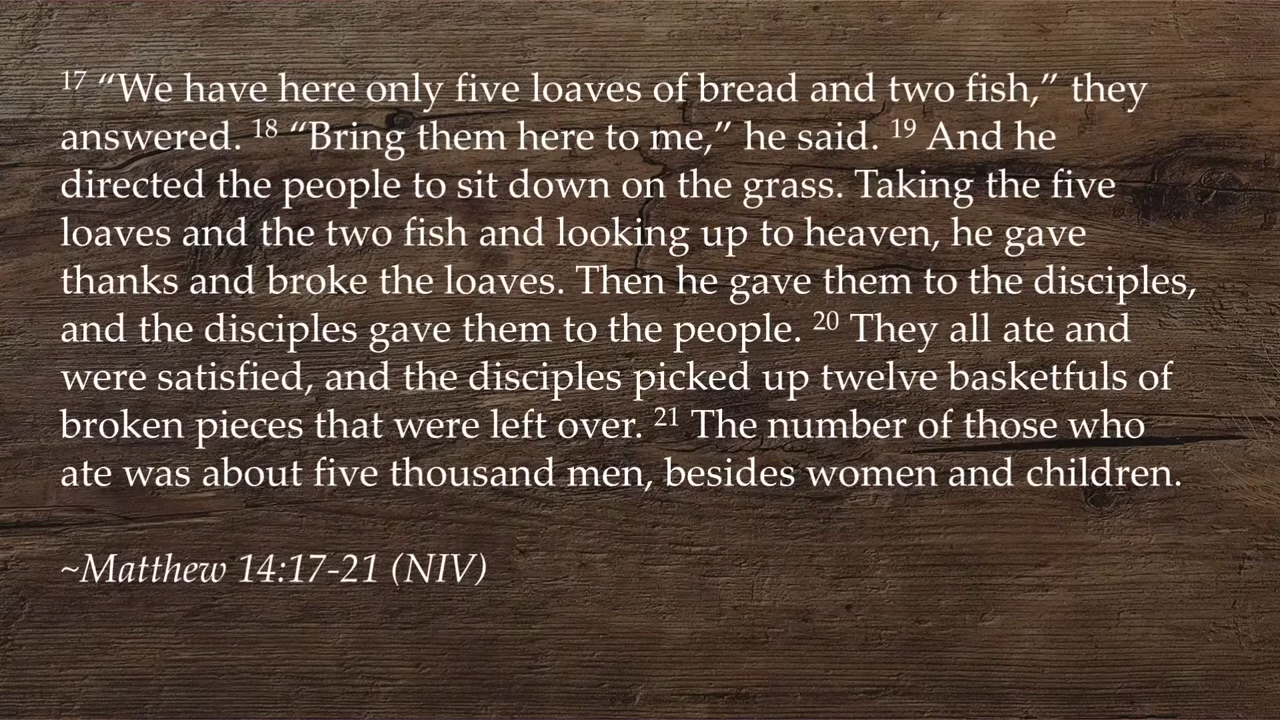 17 “We have here only five loaves of bread and two fish,” they
answered. 18 “Bring them here to me,” he said. 19 And he
directed the people to sit down on the grass. Taking the five
loaves and the two fish and looking up to heaven, he gave
thanks and broke the loaves. Then he gave them to the disciples,
and the disciples gave them to the people. 20 They all ate and
were satisfied, and the disciples picked up twelve basketfuls of
broken pieces that were left over. 21 The number of those who
ate was about five thousand men, besides women and children.
~Matthew 14:17-21 (NIV)